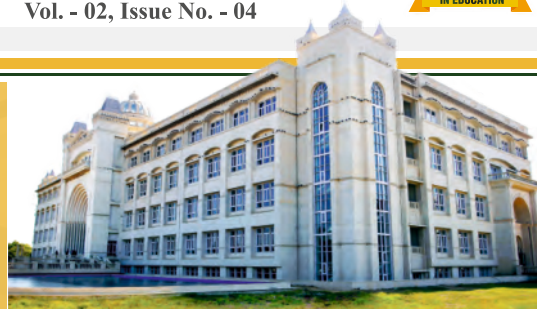 Vol. - 02, Issue No. - 04
IN EDUCATION